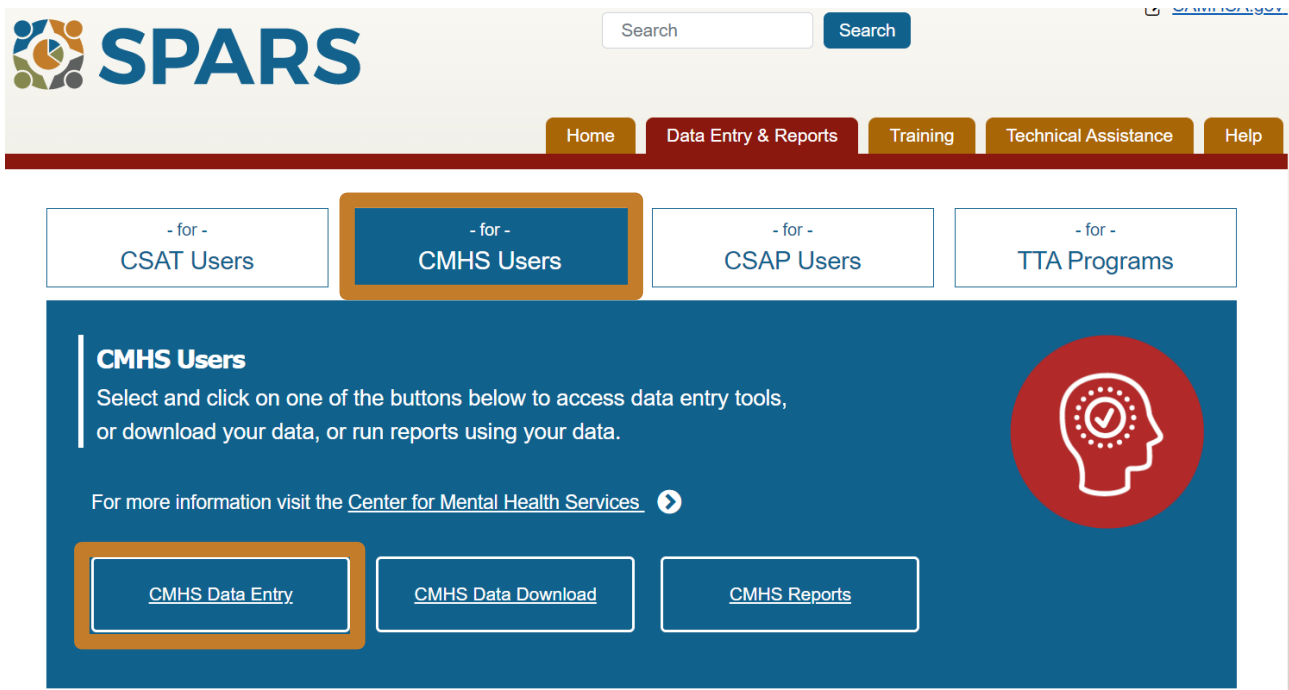 SAMHSA.gov
SPARS
Search
Search
Home
Data Entry & Reports
Training
Technical Assistance
Help
- for -
CSAT Users
- for -
CMHS Users
- for -
CSAP Users
- for -
TTA Programs
CMHS Users
Select and click on one of the buttons below to access data entry tools,
or download your data, or run reports using your data.
For more information visit the Center for Mental Health Services
CMHS Data Entry
CMHS Data Download
CMHS Reports